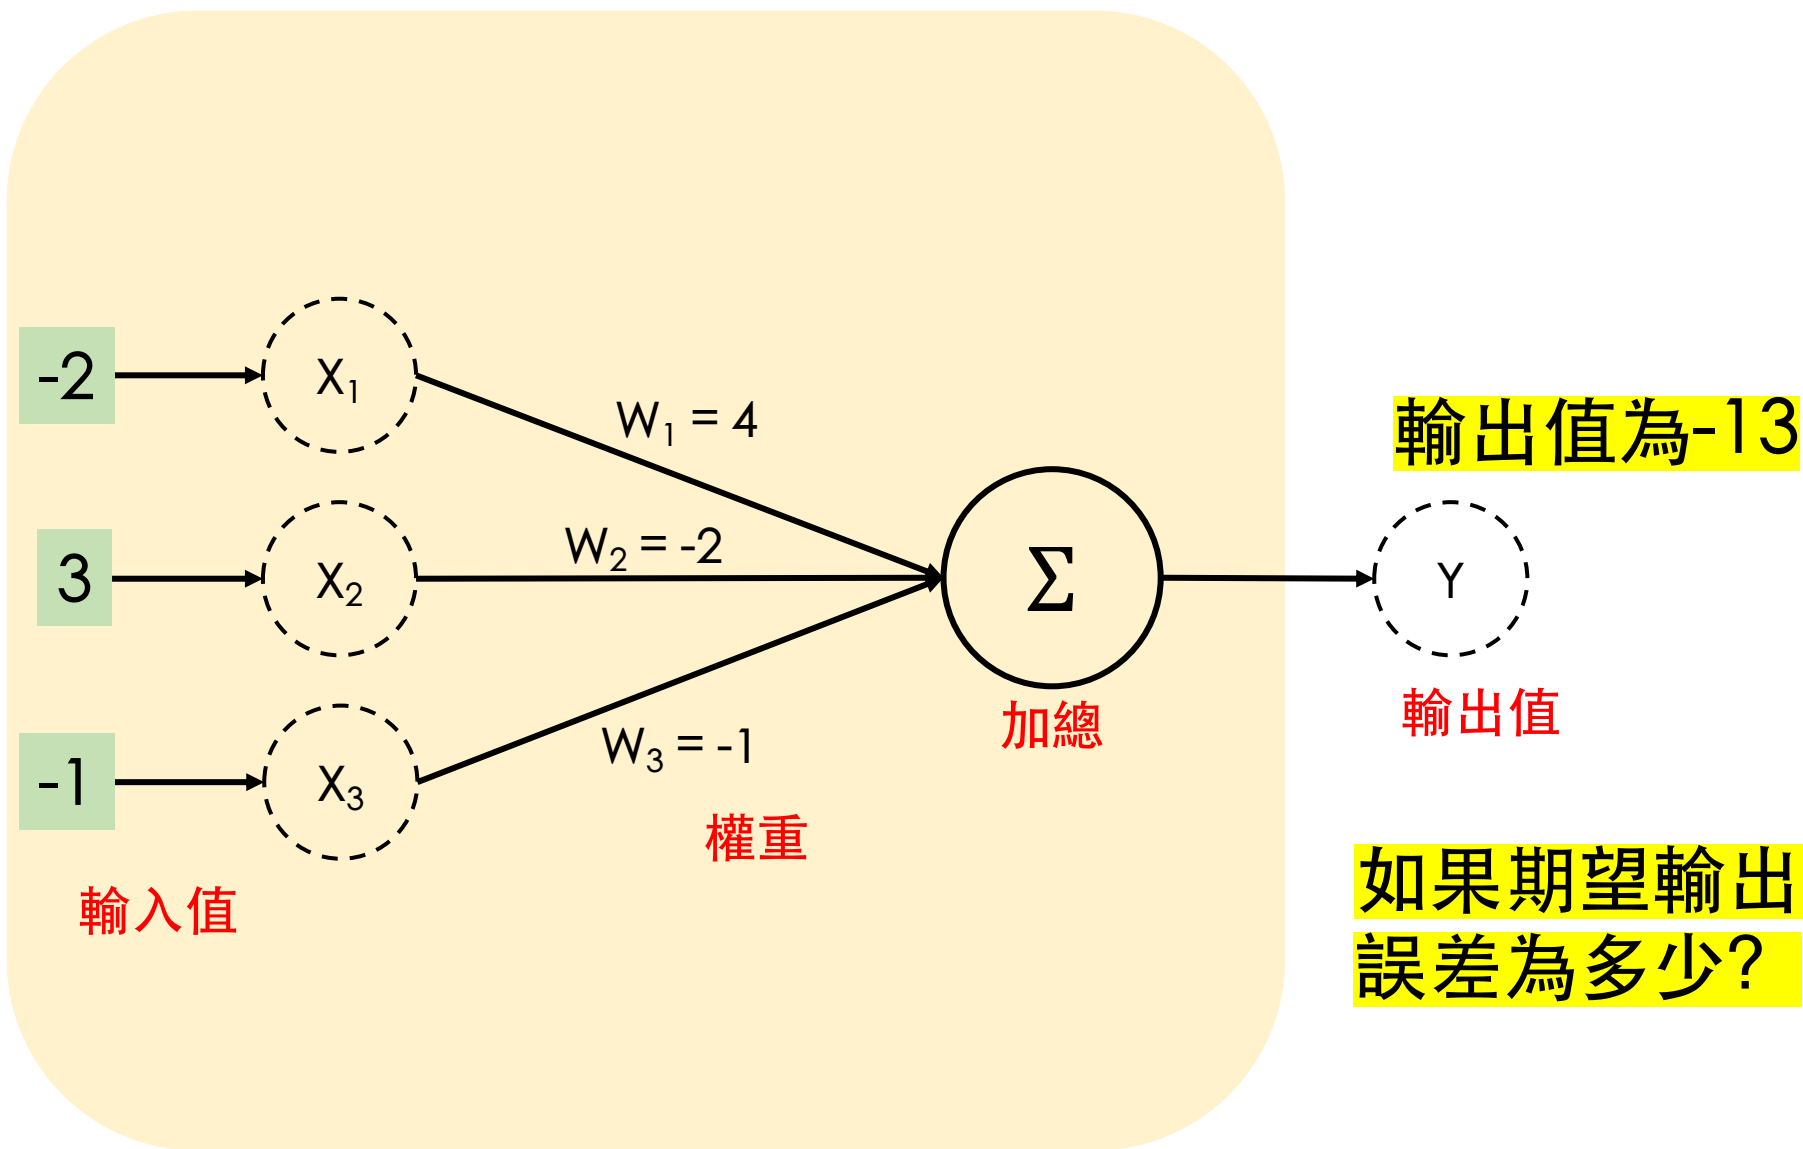 -2
X1
W1 = 4
輸出值為-13
3
X2
W2 = -2
Σ
Y
-1
X3
W3 = -1
加總
輸出值
權重
輸入值
如果期望輸出
誤差為多少?